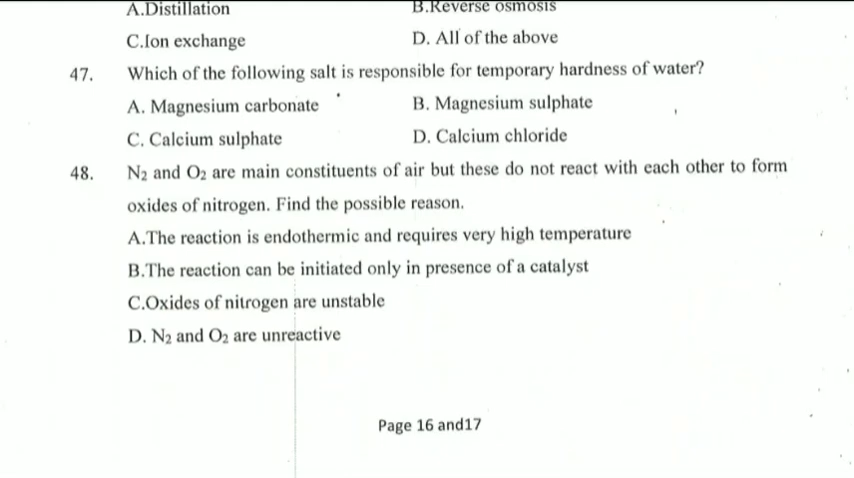 A.Distillation B.Reverse osmosis
C.Ion exchange D. All of the above
47. Which of the following salt is responsible for temporary hardness of water?
A. Magnesium carbonate B. Magnesium sulphate
C. Calcium sulphate D. Calcium chloride
48. N₂ and O₂ are main constituents of air but these do not react with each other to form
oxides of nitrogen. Find the possible reason.
A.The reaction is endothermic and requires very high temperature
B.The reaction can be initiated only in presence of a catalyst
C.Oxides of nitrogen are unstable
D. N₂ and O₂ are unreactive
Page 16 and17